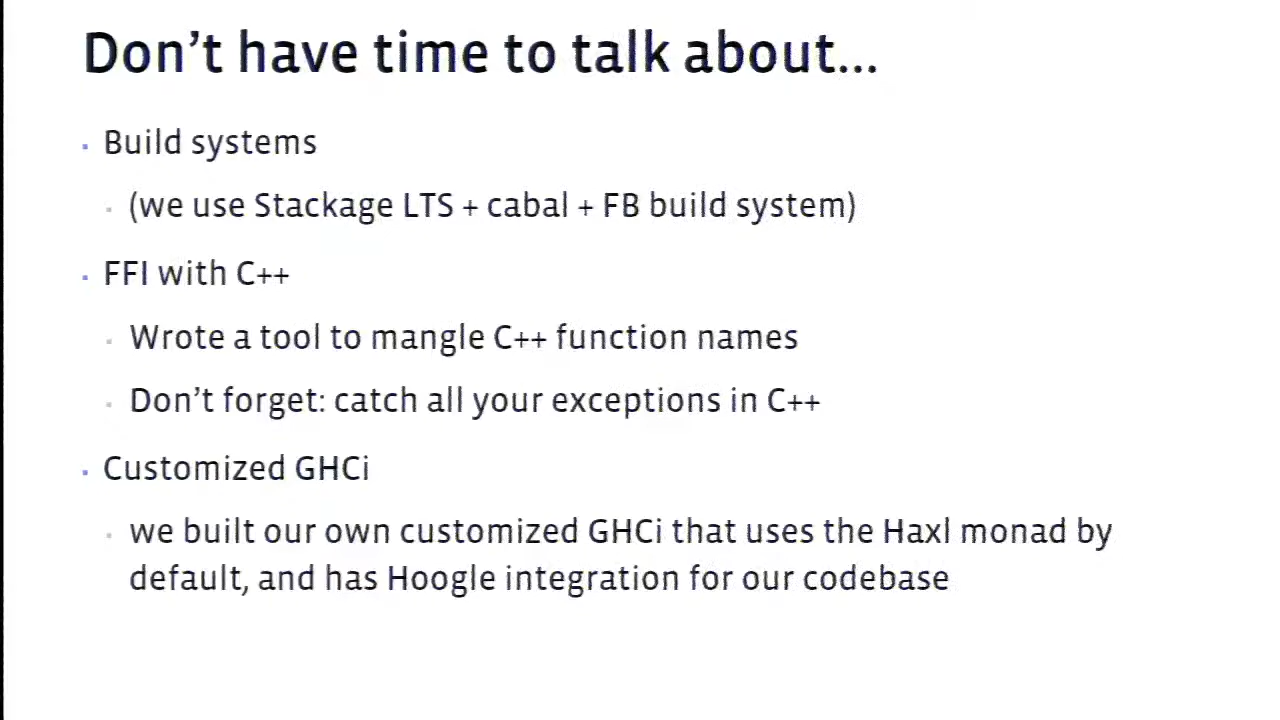 Don't have time to talk about...
Build systems
(we use Stackage LTS + cabal + FB build system)
FFI with C++
Wrote a tool to mangle C++ function names
Don't forget: catch all your exceptions in C++
Customized GHCi
we built our own customized GHCi that uses the Haxl monad by
default, and has Hoogle integration for our codebase